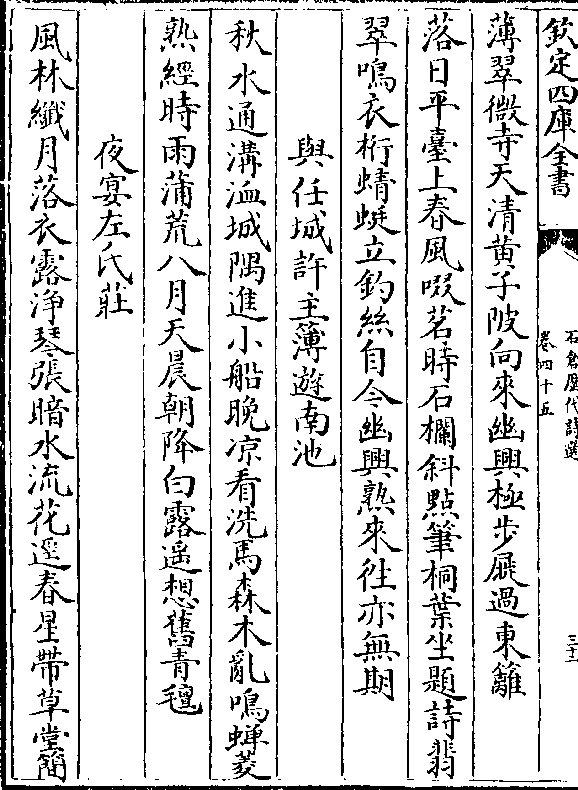 欽定四庫全書
石倉歷代詩選
卷四十五
三十一
薄翠微寺天清黃子陂向來幽興極步屧過東籬
落日平臺上春風啜茗時石欄斜點筆桐葉坐題詩翡
翠鳴衣桁蜻蜓立釣絲自今幽興熟來往亦無期
與任城許主簿遊南池
秋水通溝洫城隅進小船晚凉看洗馬森木亂鳴蟬菱
熟經時雨蒲荒八月天晨朝降白露遙想舊青氊
夜宴左氏莊
風林纖月落衣露淨琴張暗水流花逕春星帶草堂簡